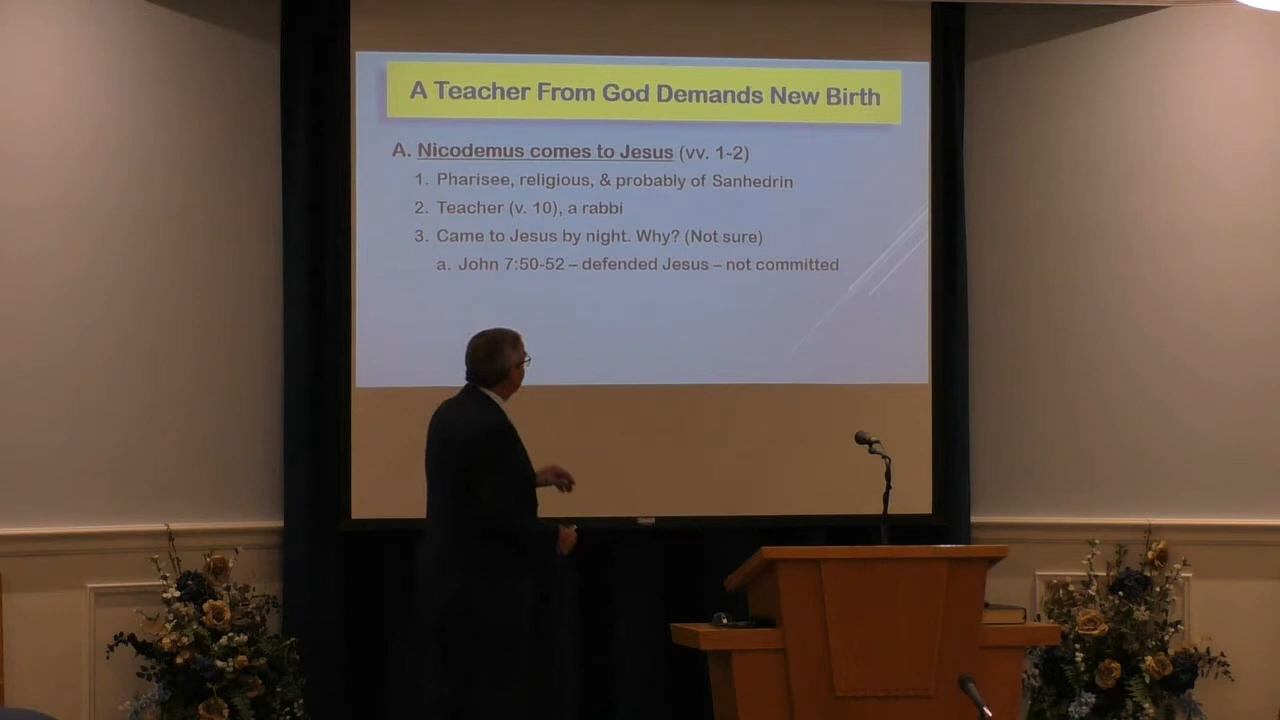 A Teacher From God Demands New Birth
A. Nicodemus comes to Jesus (vv. 1-2)
1. Pharisee, religious, & probably of Sanhedrin
2. Teacher (v. 10), a rabbi
3. Came to Jesus by night. Why? (Not sure)
a. John 7:50-52 – defended Jesus – not committed